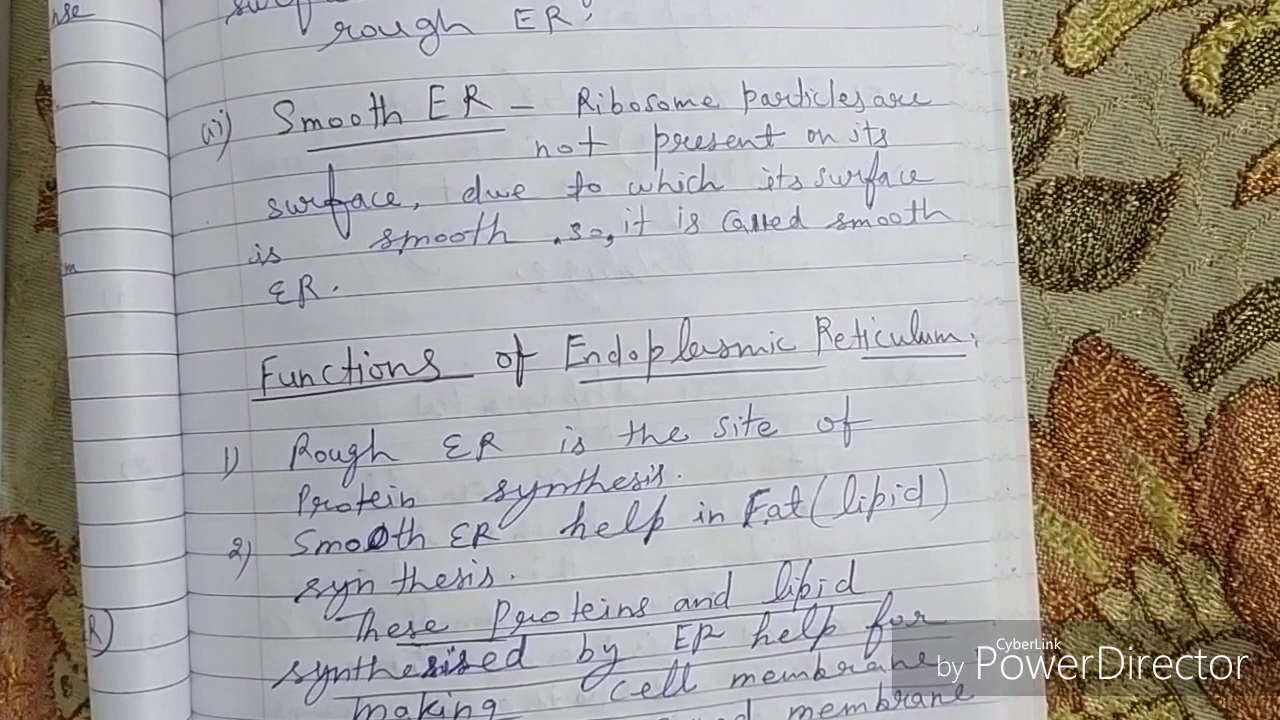 rough ER.
ii) Smooth ER – Ribosome particles are
not present on its
surface, due to which its surface
is smooth, so, it is called smooth
ER.
Functions of Endoplasmic Reticulum.
1) Rough ER is the site of
Protein synthesis.
2) Smooth ER help in Fat (lipid)
synthesis.
These Proteins and lipid
synthesised by ER help for
making cell membrane.
membrane
CyberLink
by PowerDirector